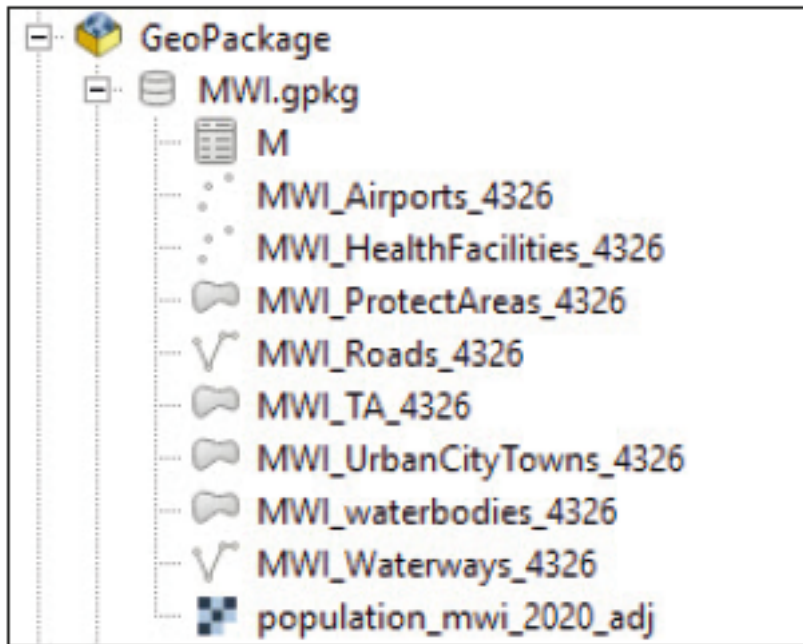 GeoPackage
MWI.gpkg
M
MWI_Airports_4326
MWI_HealthFacilities_4326
MWI_ProtectAreas_4326
MWI_Roads_4326
MWI_TA_4326
MWI_UrbanCityTowns_4326
MWI_waterbodies_4326
MWI_Waterways_4326
population_mwi_2020_adj